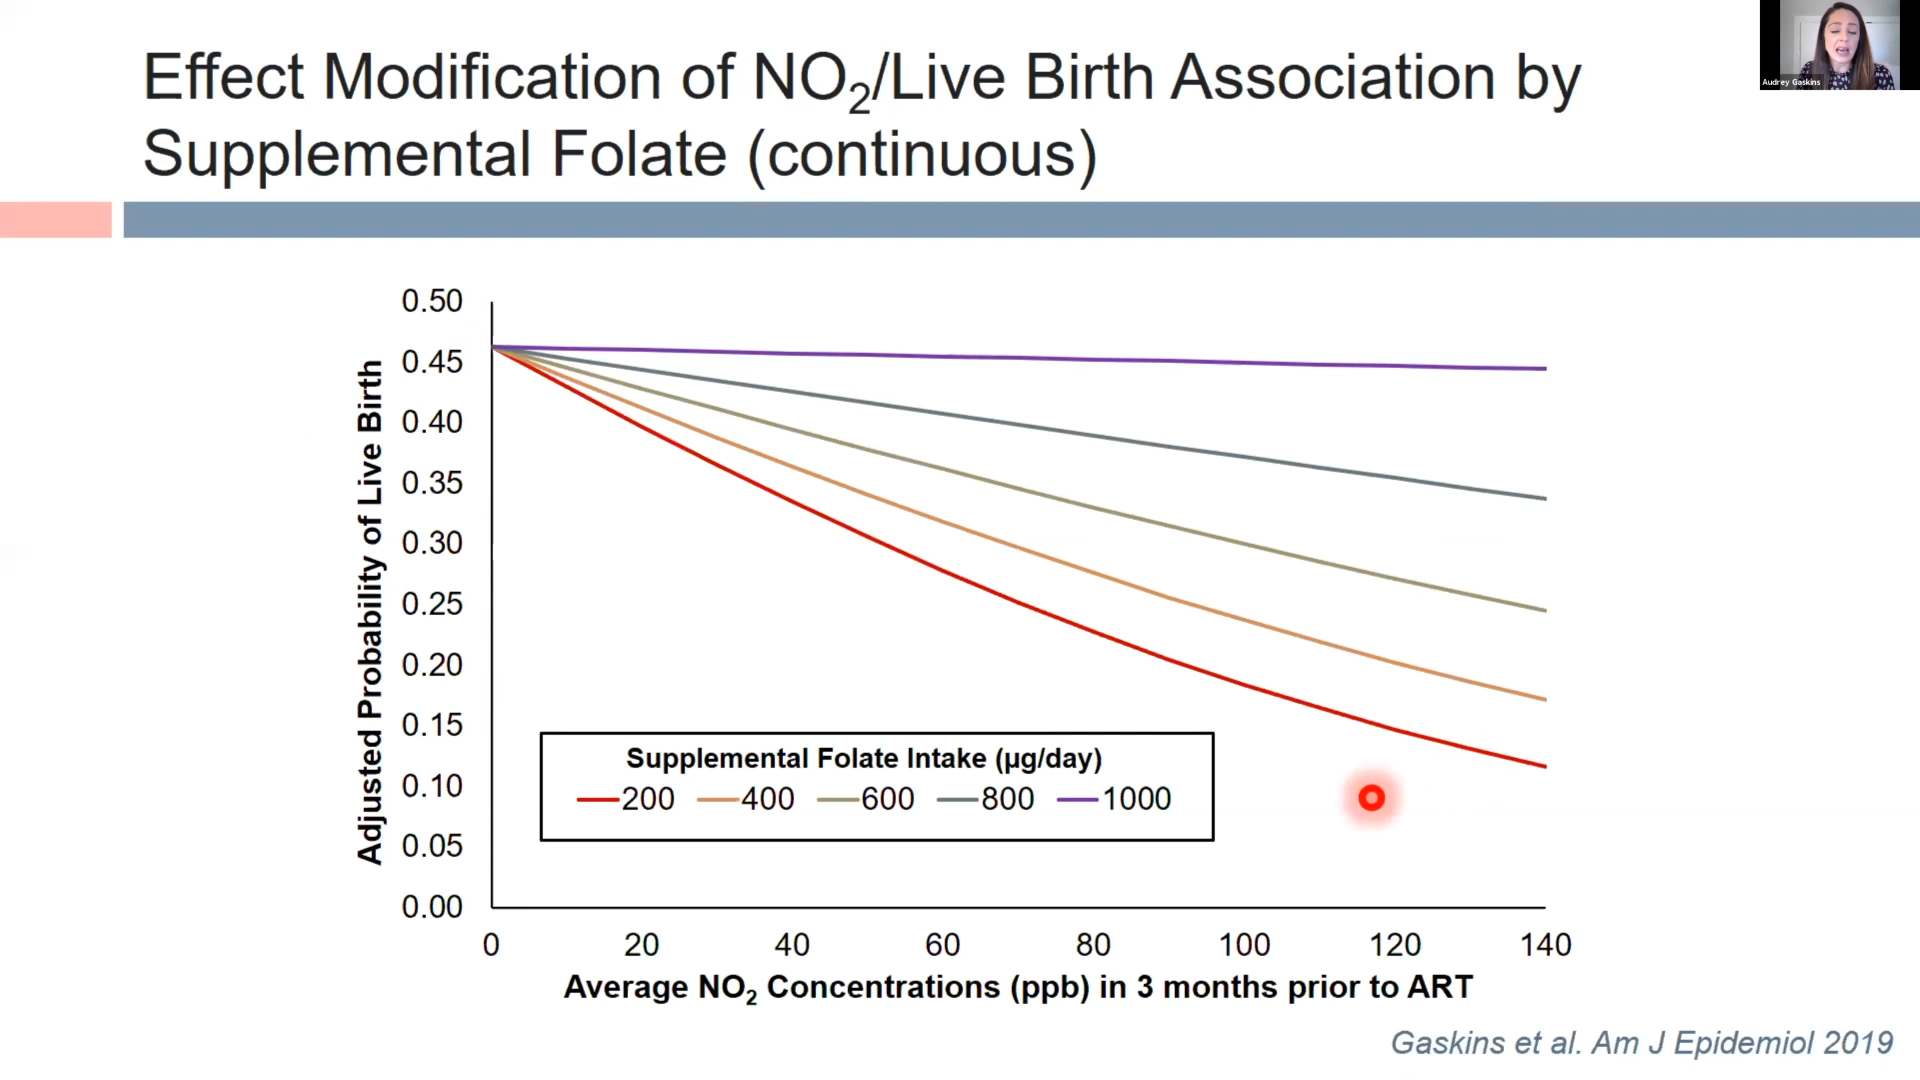 Effect Modification of NO₂/Live Birth Association by
Supplemental Folate (continuous)
Audrey Gaskins
Adjusted Probability of Live Birth
0.50
0.45
0.40
0.35
0.30
0.25
0.20
0.15
0.10
0.05
0.00
Supplemental Folate Intake (µg/day)
200 400 600 800 1000
0 20 40 60 80 100 120 140
Average NO₂ Concentrations (ppb) in 3 months prior to ART
Gaskins et al. Am J Epidemiol 2019